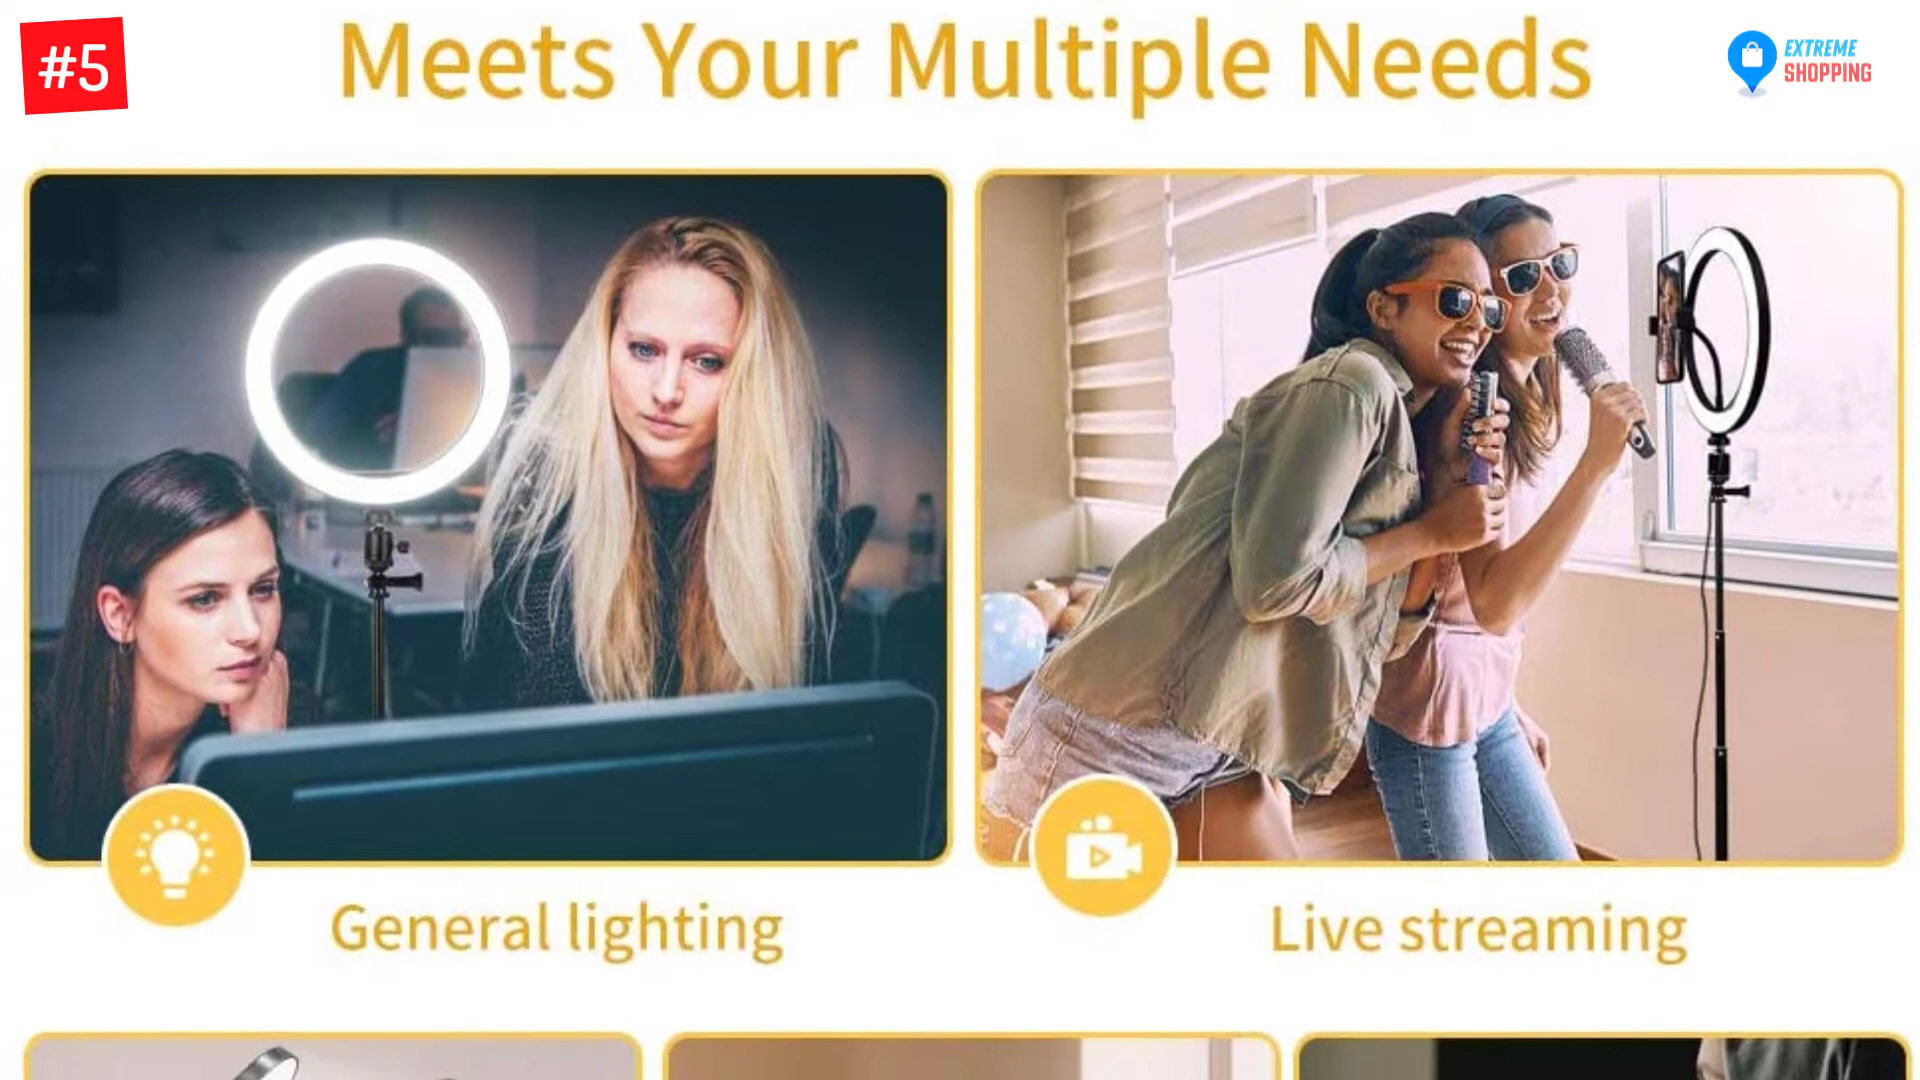 #5
Meets Your Multiple Needs
EXTREME
SHOPPING
General lighting
Live streaming